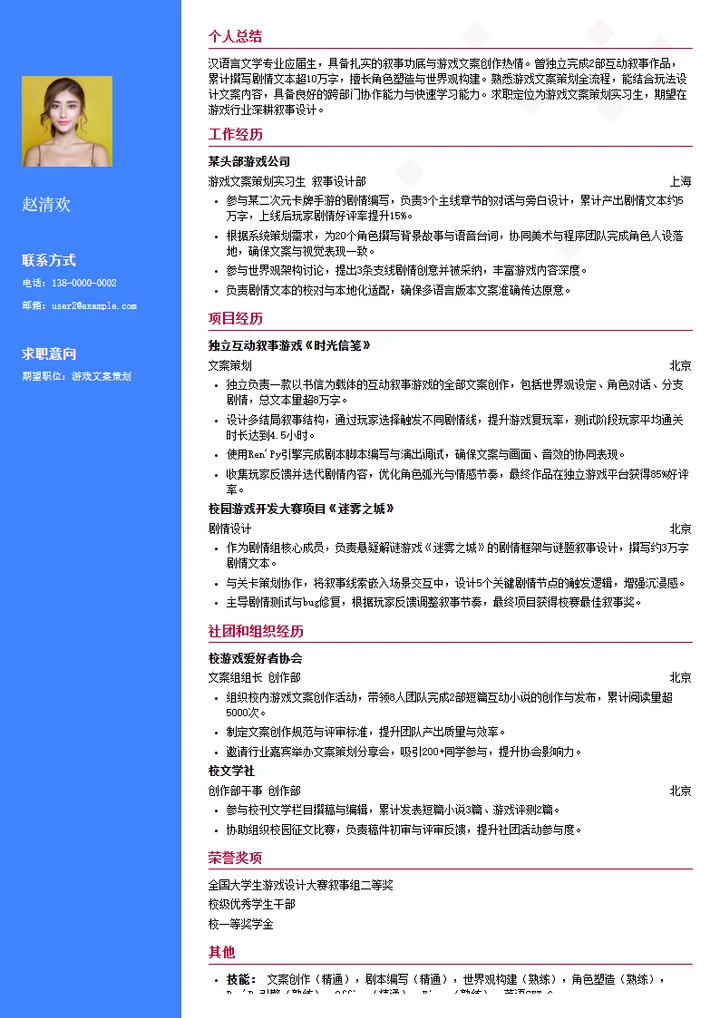 赵清欢
联系方式
电话：138-0000-0002
邮箱：user2@example.com
求职意向
期望职位：游戏文案策划
个人总结
汉语言文学专业应届生，具备扎实的叙事功底与游戏文案创作热情。曾独立完成2部互动叙事作品，
累计撰写剧情文本超10万字，擅长角色塑造与世界观构建。熟悉游戏文案策划全流程，能结合玩法设
计文案内容，具备良好的跨部门协作能力与快速学习能力。求职定位为游戏文案策划实习生，期望在
游戏行业深耕叙事设计。
工作经历
某头部游戏公司
游戏文案策划实习生 叙事设计部 上海
• 参与某二次元卡牌手游的剧情编写，负责3个主线章节的对话与旁白设计，累计产出剧情文本约5
万字，上线后玩家剧情好评率提升15%。
• 根据系统策划需求，为20个角色撰写背景故事与语音台词，协同美术与程序团队完成角色人设落
地，确保文案与视觉表现一致。
• 参与世界观架构讨论，提出3条支线剧情创意并被采纳，丰富游戏内容深度。
• 负责剧情文本的校对与本地化适配，确保多语言版本文案准确传达原意。
项目经历
独立互动叙事游戏《时光信笺》
文案策划 北京
• 独立负责一款以书信为载体的互动叙事游戏的全部文案创作，包括世界观设定、角色对话、分支
剧情，总文本量超8万字。
• 设计多结局叙事结构，通过玩家选择触发不同剧情线，提升游戏复玩率，测试阶段玩家平均通关
时长达到4.5小时。
• 使用Ren'Py引擎完成剧本脚本编写与演出调试，确保文案与画面、音效的协同表现。
• 收集玩家反馈并迭代剧情内容，优化角色弧光与情感节奏，最终作品在独立游戏平台获得85%好评
率。
校园游戏开发大赛项目《迷雾之城》
剧情设计 北京
• 作为剧情组核心成员，负责悬疑解谜游戏《迷雾之城》的剧情框架与谜题叙事设计，撰写约3万字
剧情文本。
• 与关卡策划协作，将叙事线索嵌入场景交互中，设计5个关键剧情节点的触发逻辑，增强沉浸感。
• 主导剧情测试与bug修复，根据玩家反馈调整叙事节奏，最终项目获得校赛最佳叙事奖。
社团和组织经历
校游戏爱好者协会
文案组组长 创作部 北京
• 组织校内游戏文案创作活动，带领8人团队完成2部短篇互动小说的创作与发布，累计阅读量超
5000次。
• 制定文案创作规范与评审标准，提升团队产出质量与效率。
• 邀请行业嘉宾举办文案策划分享会，吸引200+同学参与，提升协会影响力。
校文学社
创作部干事 创作部 北京
• 参与校刊文学栏目撰稿与编辑，累计发表短篇小说3篇、游戏评测2篇。
• 协助组织校园征文比赛，负责稿件初审与评审反馈，提升社团活动参与度。
荣誉奖项
全国大学生游戏设计大赛叙事组二等奖
校级优秀学生干部
校一等奖学金
其他
• 技能： 文案创作（精通），剧本编写（精通），世界观构建（熟练），角色塑造（熟练），